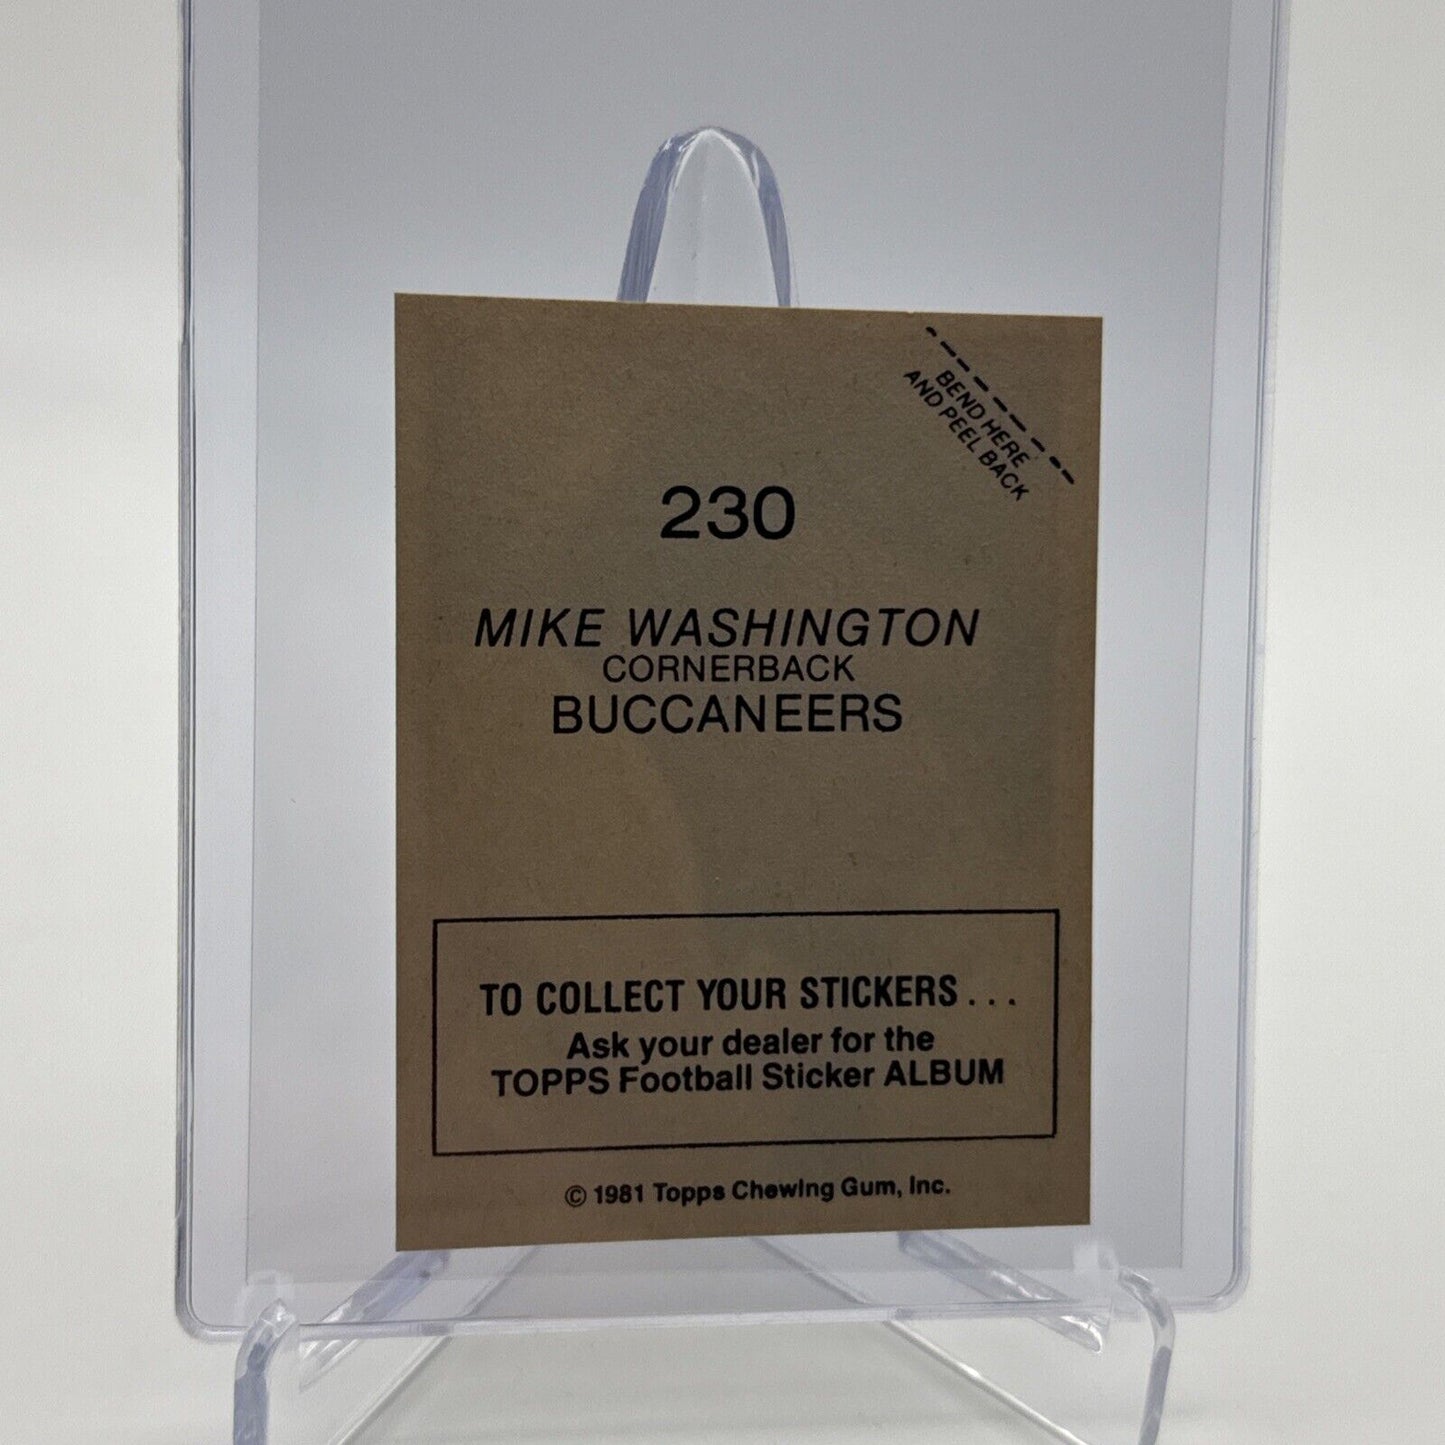 BEND HERE
AND PEEL BACK
230
MIKE WASHINGTON
CORNERBACK
BUCCANEERS
TO COLLECT YOUR STICKERS...
Ask your dealer for the
TOPPS Football Sticker ALBUM
© 1981 Topps Chewing Gum, Inc.